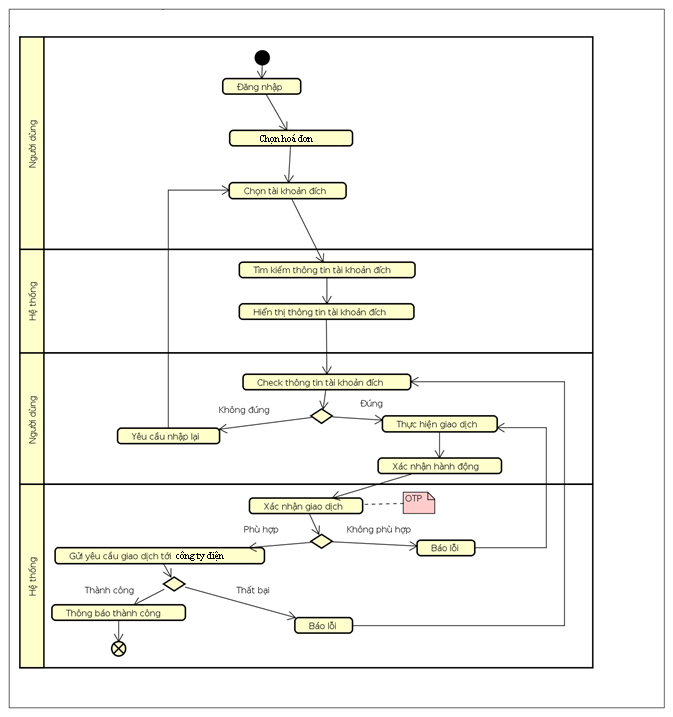 Người dùng
Đăng nhập
Chọn hoá đơn
Chọn tài khoản đích
Hệ thống
Tìm kiếm thông tin tài khoản đích
Hiển thị thông tin tài khoản đích
Người dùng
Check thông tin tài khoản đích
Không đúng
Đúng
Yêu cầu nhập lại
Thực hiện giao dịch
Xác nhận hành động
Hệ thống
Xác nhận giao dịch
OTP
Phù hợp
Không phù hợp
Gửi yêu cầu giao dịch tới công ty điện
Báo lỗi
Thành công
Thất bại
Thông báo thành công
Báo lỗi